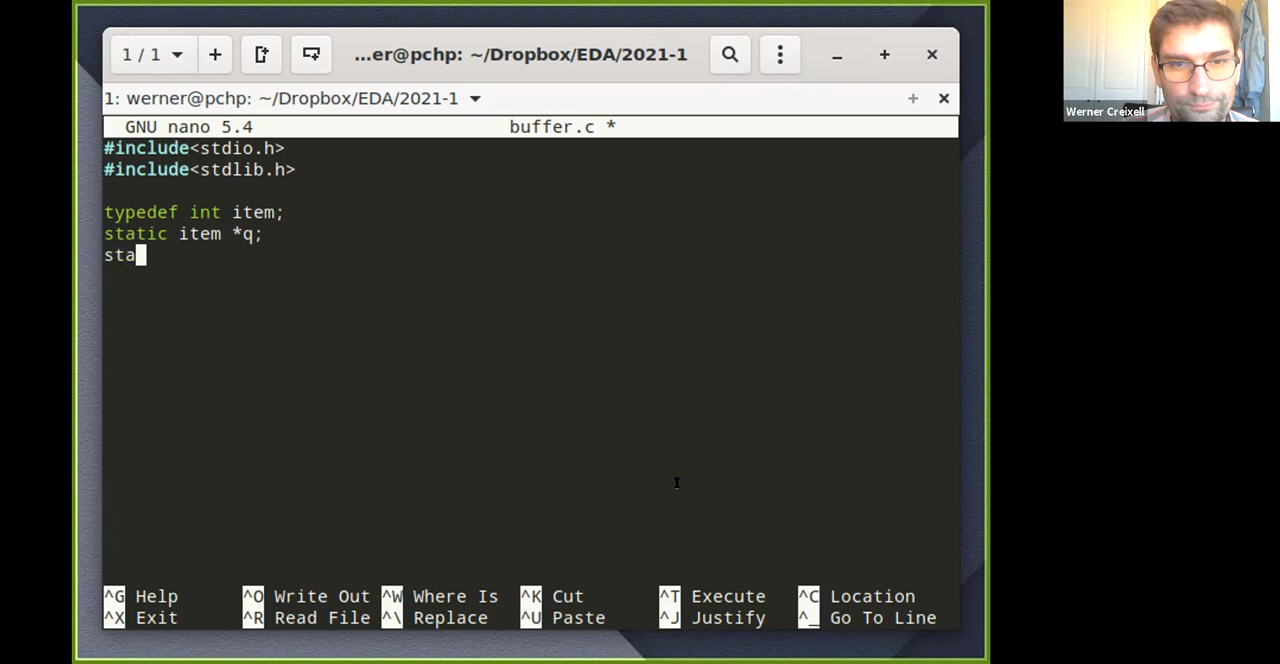 1 / 1
...er@pchp: ~/Dropbox/EDA/2021-1
1: werner@pchp: ~/Dropbox/EDA/2021-1
GNU nano 5.4 buffer.c *
#include<stdio.h>
#include<stdlib.h>
typedef int item;
static item *q;
sta
^G Help ^O Write Out ^W Where Is ^K Cut ^T Execute ^C Location
^X Exit ^R Read File ^\ Replace ^U Paste ^J Justify ^_ Go To Line
Werner Creixell